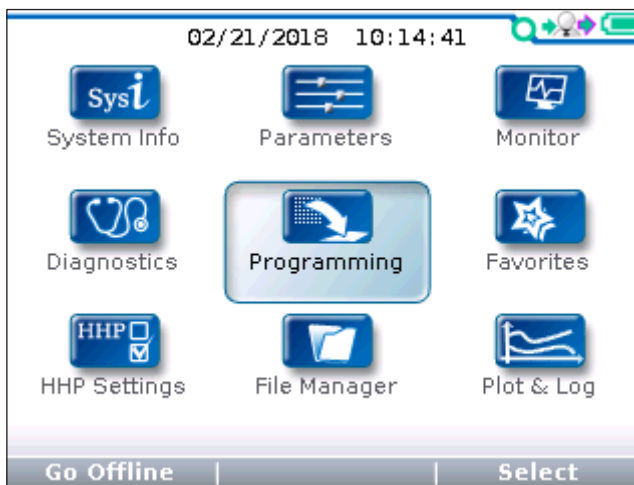 02/21/2018 10:14:41
Sysi
System Info
Parameters
Monitor
Diagnostics
Programming
Favorites
HHP
HHP Settings
File Manager
Plot & Log
Go Offline | | Select